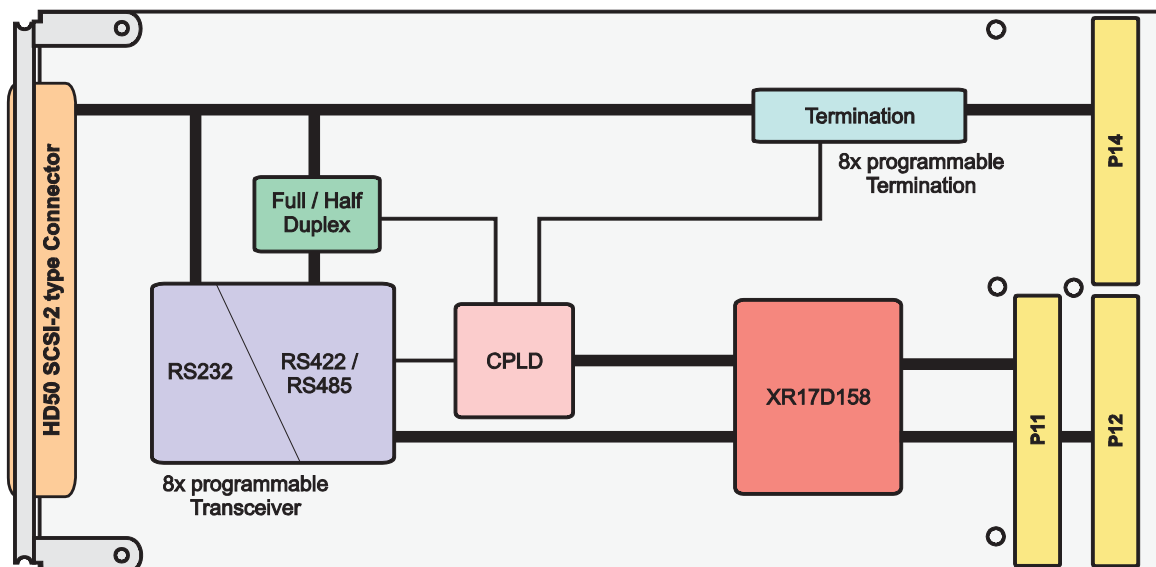 HD50 SCSI-2 type Connector
Termination
8x programmable
Termination
P14
Full / Half
Duplex
RS232
RS422 /
RS485
CPLD
XR17D158
P11
P12
8x programmable
Transceiver